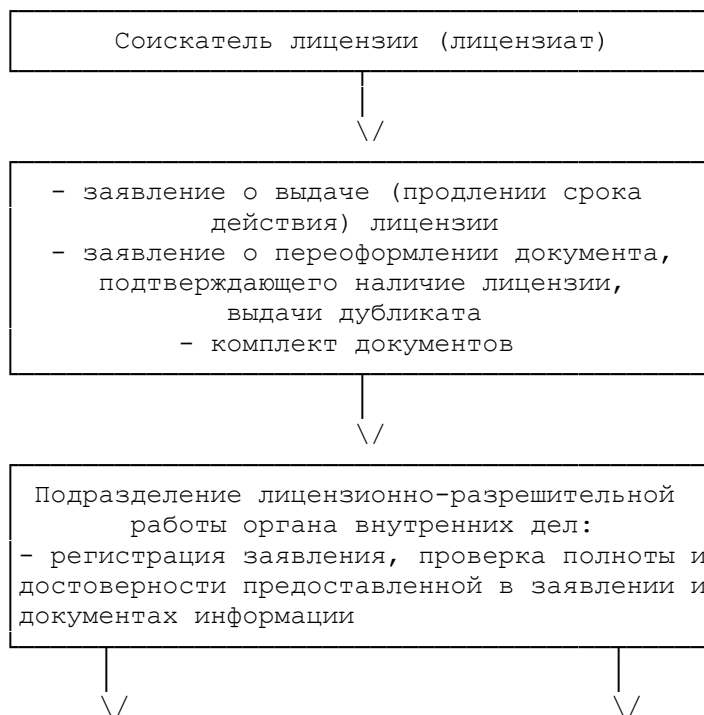 Соискатель лицензии (лицензиат)
\/
- заявление о выдаче (продлении срока
действия) лицензии
- заявление о переоформлении документа,
подтверждающего наличие лицензии,
выдачи дубликата
- комплект документов
\/
Подразделение лицензионно-разрешительной
работы органа внутренних дел:
- регистрация заявления, проверка полноты и
достоверности предоставленной в заявлении и
документах информации
\/ \/